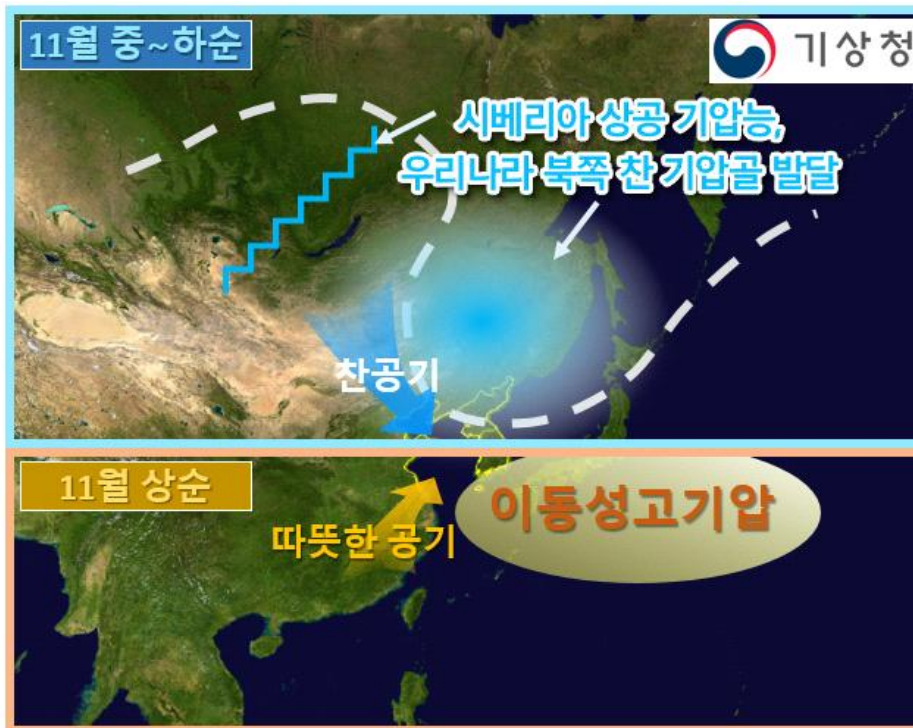 11월 중~하순
기상청
시베리아 상공 기압능,
우리나라 북쪽 찬 기압골 발달
찬공기
11월 상순
이동성고기압
따뜻한 공기